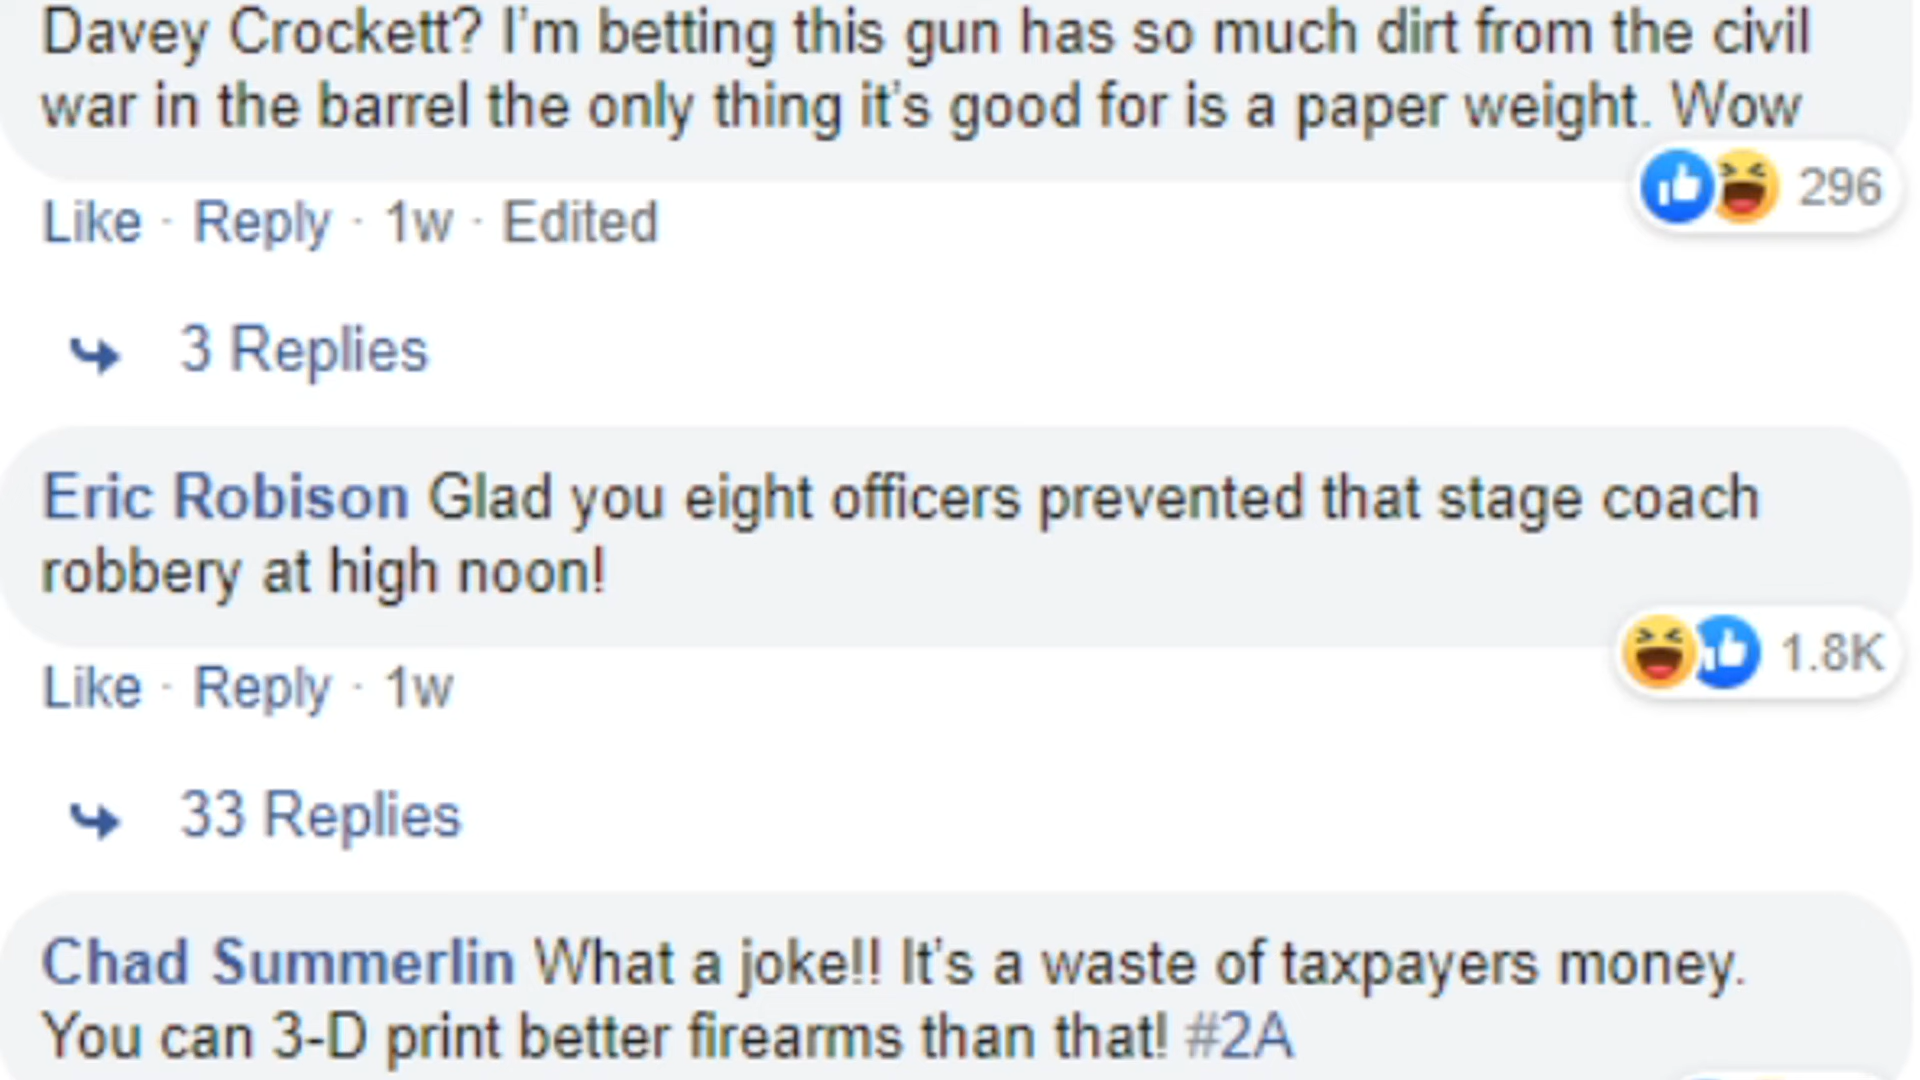 Davey Crockett? I'm betting this gun has so much dirt from the civil
war in the barrel the only thing it's good for is a paper weight. Wow
296
Like · Reply · 1w · Edited
3 Replies
Eric Robison Glad you eight officers prevented that stage coach
robbery at high noon!
1.8K
Like · Reply · 1w
33 Replies
Chad Summerlin What a joke!! It's a waste of taxpayers money.
You can 3-D print better firearms than that! #2A